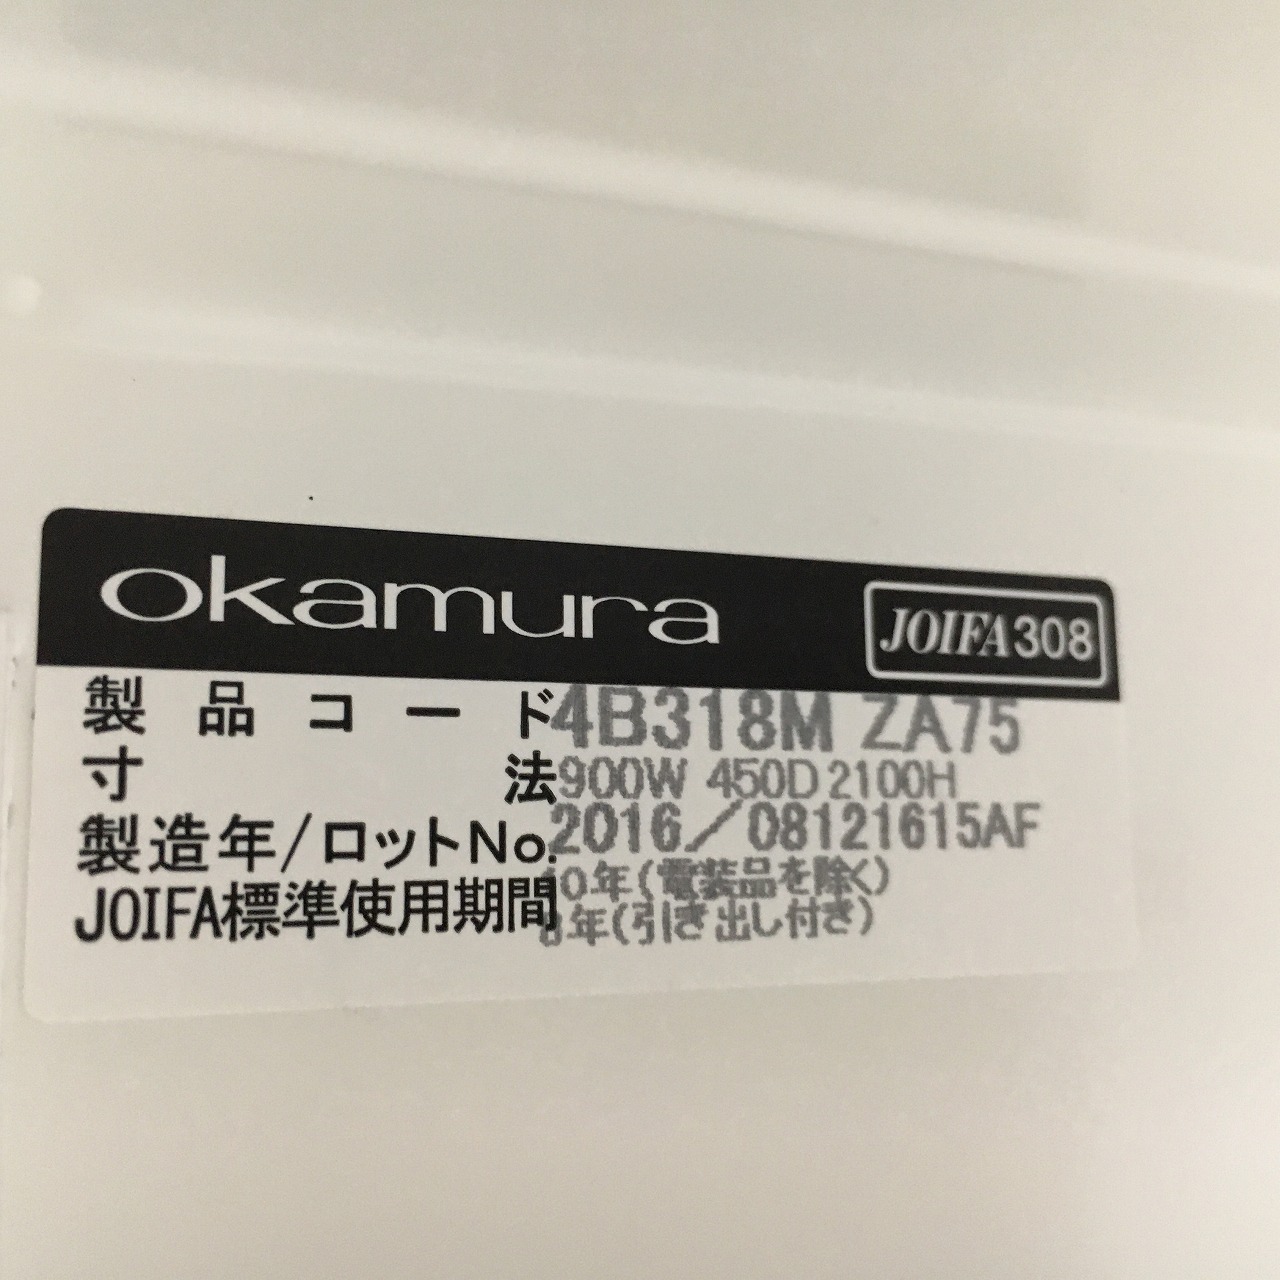 okamura JOIFA308
製品コード 4B318M ZA75
寸法 900W 450D 2100H
製造年/ロットNo. 2016/08121615AF
JOIFA標準使用期間 10年(電装品を除く)
8年(引き出し付き)